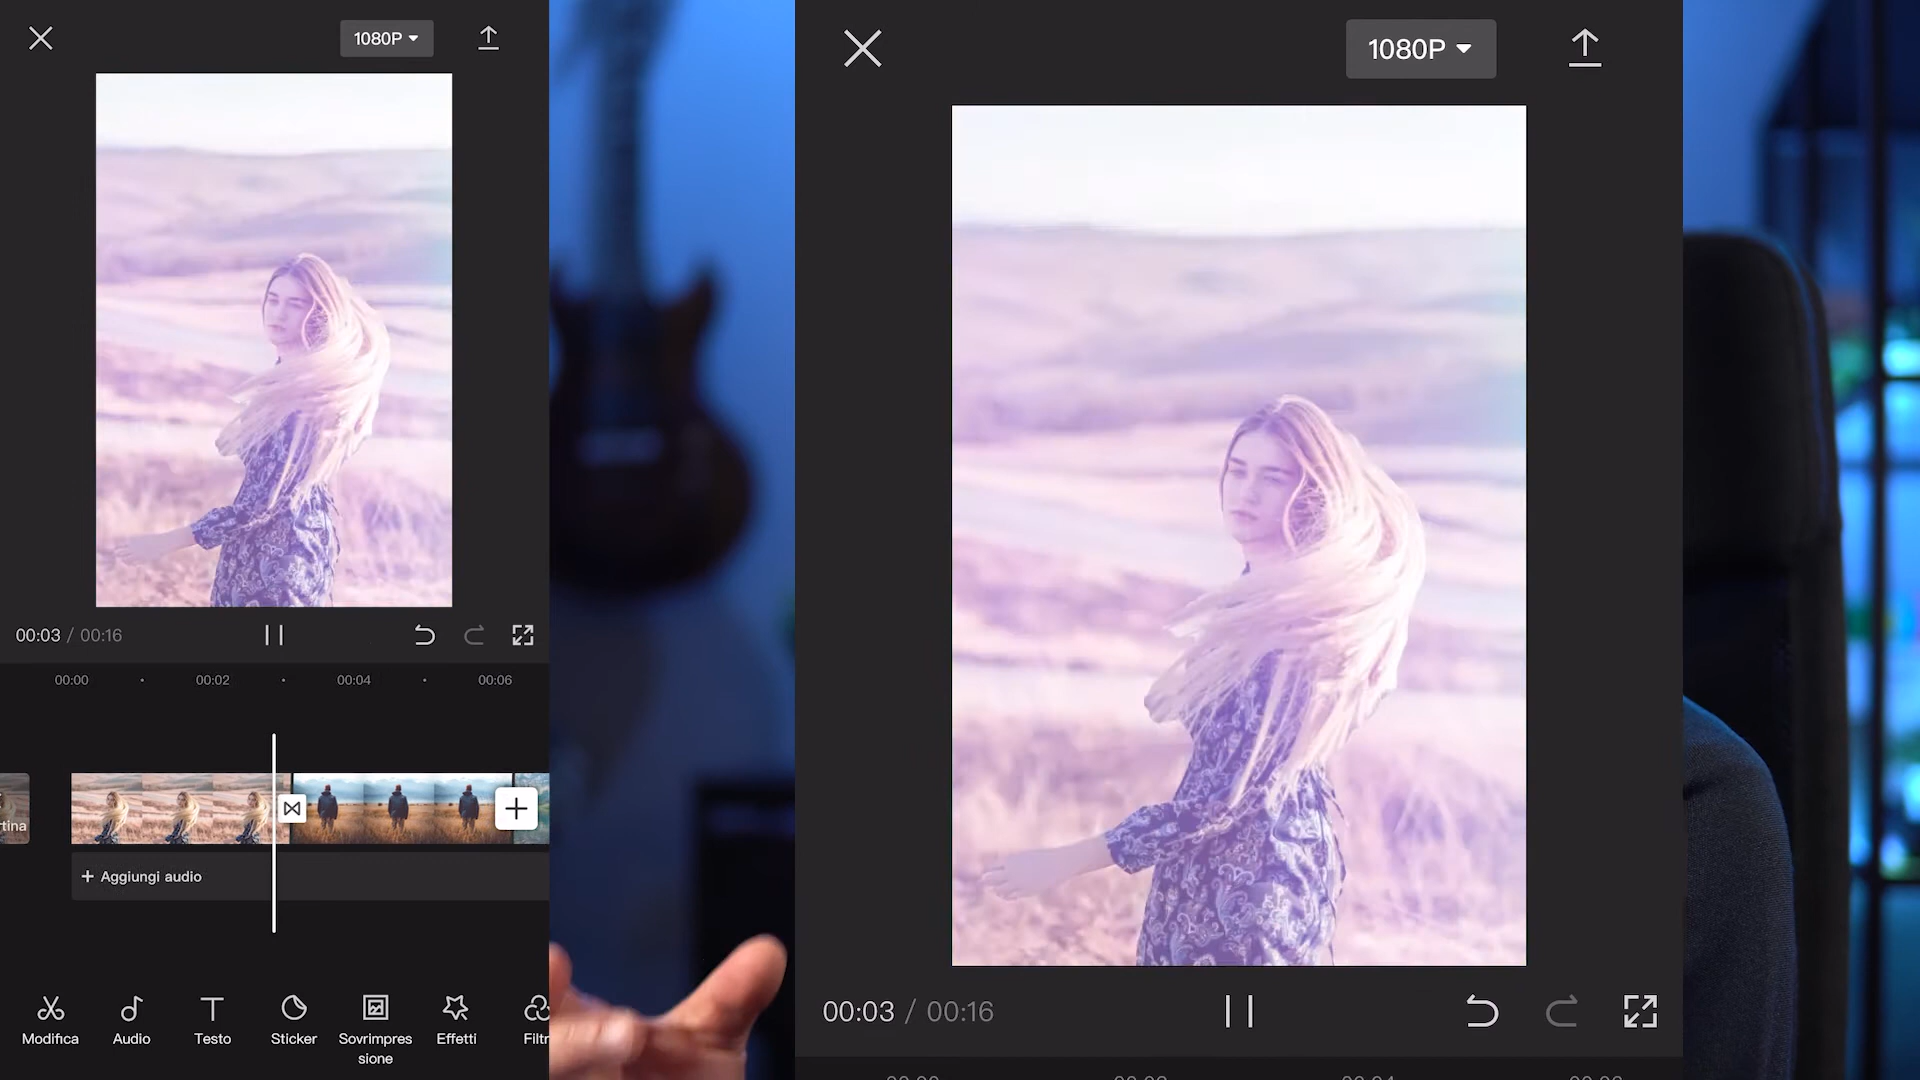 1080P
00:03 / 00:16
00:00
00:02
00:04
00:06
tina
+ Aggiungi audio
Modifica
Audio
Testo
Sticker
Sovrimpres
sione
Effetti
Filtr
1080P
00:03 / 00:16